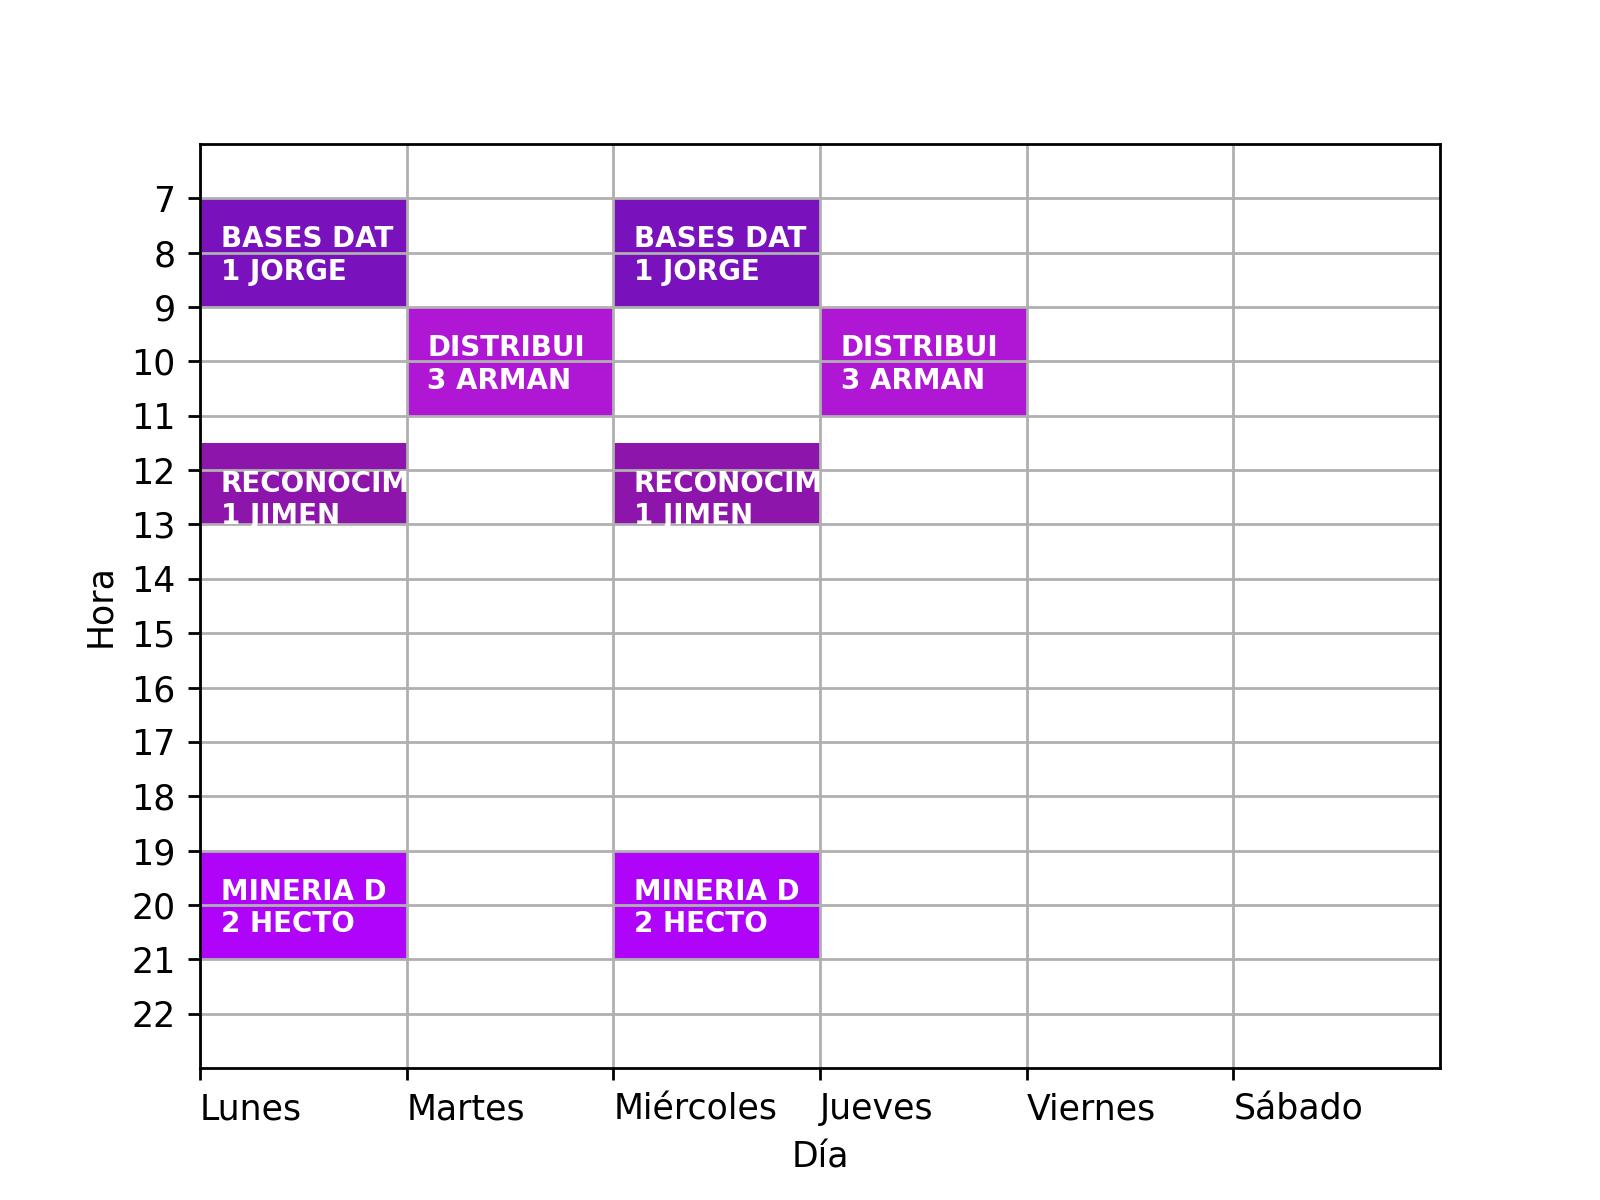 7
BASES DAT
BASES DAT
8
1 JORGE
1 JORGE
9
DISTRIBUI
DISTRIBUI
10
3 ARMAN
3 ARMAN
11
12
RECONOCIM
RECONOCIM
1 JIMEN
1 JIMEN
13
14
Hora
15
16
17
18
19
MINERIA D
MINERIA D
20
2 HECTO
2 HECTO
21
22
Lunes
Martes
Miércoles
Jueves
Viernes
Sábado
Día